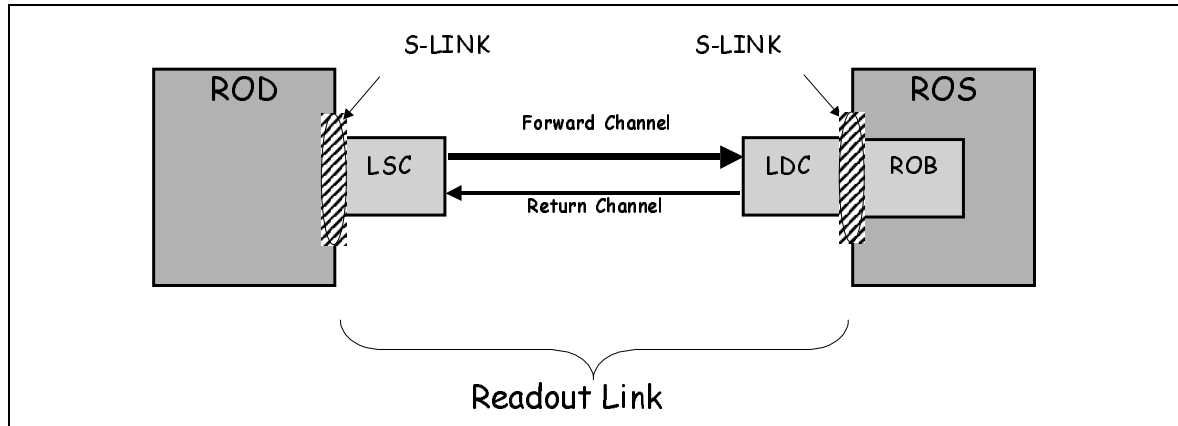 S-LINK
S-LINK
ROD
ROS
Forward Channel
LSC
LDC
ROB
Return Channel
Readout Link